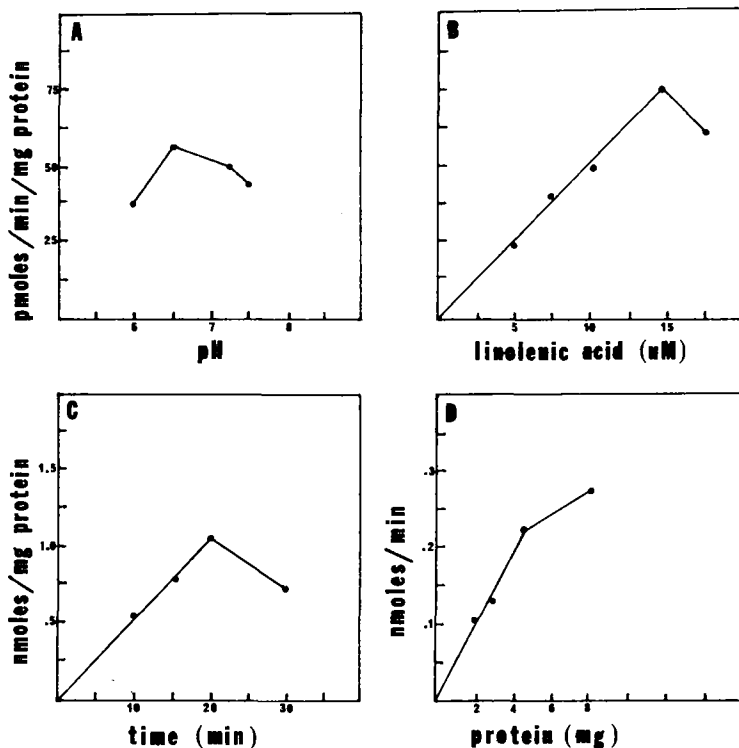 A
pmoles/min/mg protein
75
50
25
6
7
8
pH
B
5
10
15
linolenic acid (uM)
C
nmoles/mg protein
1.5
1.0
.5
10
20
30
time (min)
D
nmoles/min
.3
.2
.1
2
4
6
8
protein (mg)